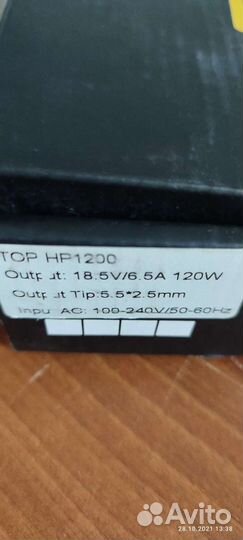 TOP HP1200
Output: 18.5V/6.5A 120W
Output Tip:5.5*2.5mm
Input AC: 100-240V/50-60Hz
28.10.2021 13:38
Avito